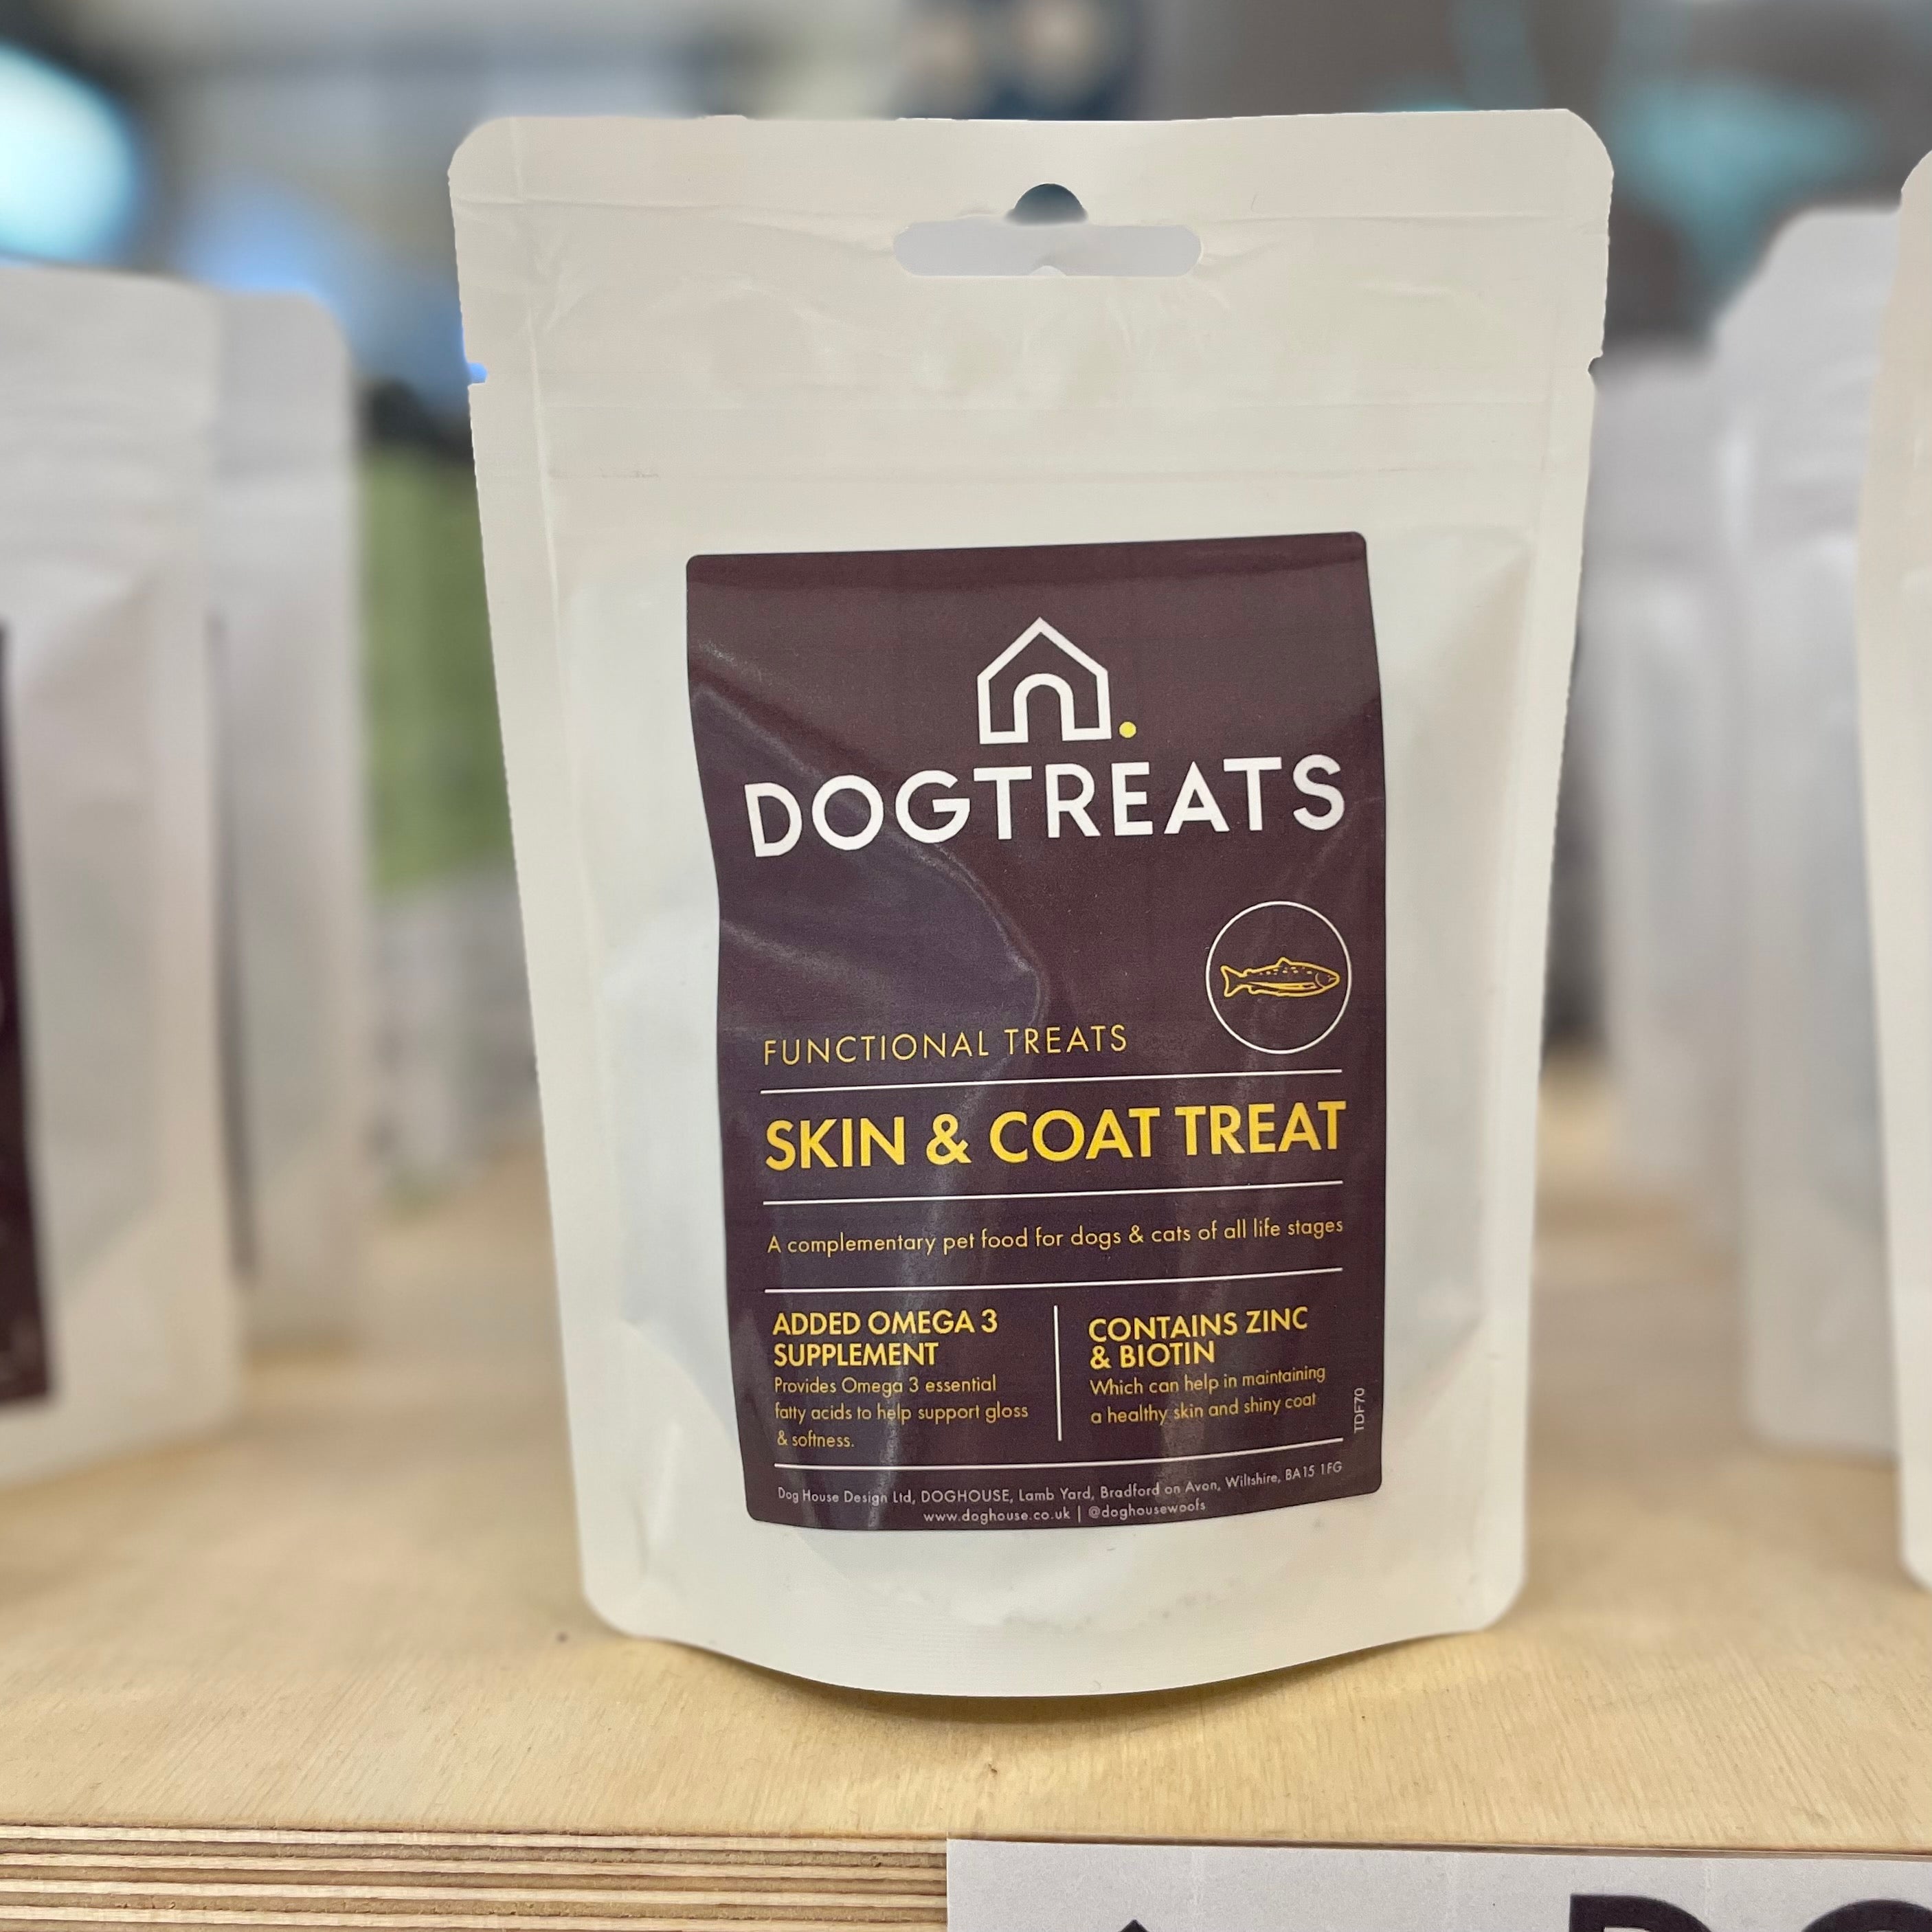 DOGTREATS
FUNCTIONAL TREATS
SKIN & COAT TREAT
A complementary pet food for dogs & cats of all life stages
ADDED OMEGA 3
SUPPLEMENT
Provides Omega 3 essential
fatty acids to help support gloss
& softness.
CONTAINS ZINC
& BIOTIN
Which can help in maintaining
a healthy skin and shiny coat
TDF70
Dog House Design Ltd, DOGHOUSE, Lamb Yard, Bradford on Avon, Wiltshire, BA15 1FG
www.doghouse.co.uk | @doghousewoofs